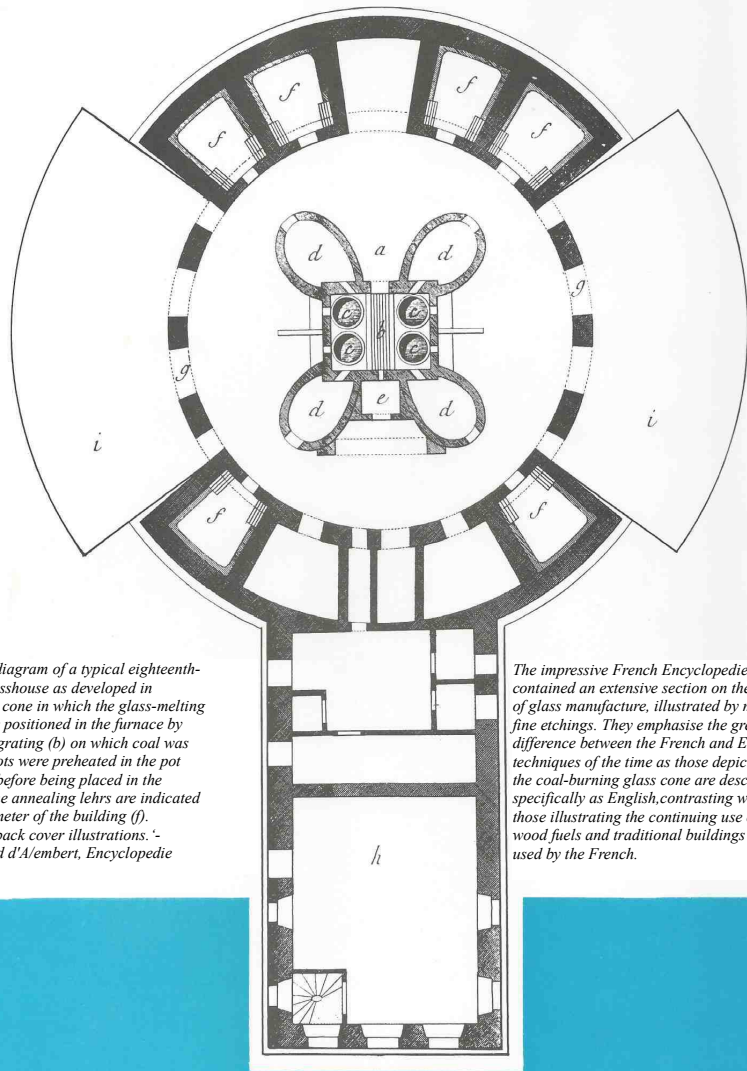 f
f
f
f
d
a
d
c
b
c
g
c
c
g
d
e
d
i
i
f
f
diagram of a typical eighteenth-
sshouse as developed in
cone in which the glass-melting
positioned in the furnace by
grating (b) on which coal was
ots were preheated in the pot
before being placed in the
e annealing lehrs are indicated
meter of the building (f).
back cover illustrations. '-
d d'A/embert, Encyclopedie
The impressive French Encyclopedie
contained an extensive section on the
of glass manufacture, illustrated by
fine etchings. They emphasise the gre
difference between the French and E
techniques of the time as those depic
the coal-burning glass cone are desc
specifically as English,contrasting w
those illustrating the continuing use
wood fuels and traditional buildings
used by the French.
h